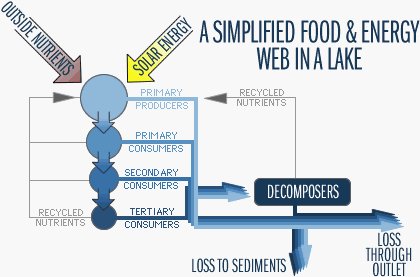 A SIMPLIFIED FOOD & ENERGY
WEB IN A LAKE
OUTSIDE NUTRIENTS
SOLAR ENERGY
PRIMARY
PRODUCERS
RECYCLED
NUTRIENTS
PRIMARY
CONSUMERS
SECONDARY
CONSUMERS
DECOMPOSERS
RECYCLED
NUTRIENTS
TERTIARY
CONSUMERS
LOSS TO SEDIMENTS
LOSS
THROUGH
OUTLET